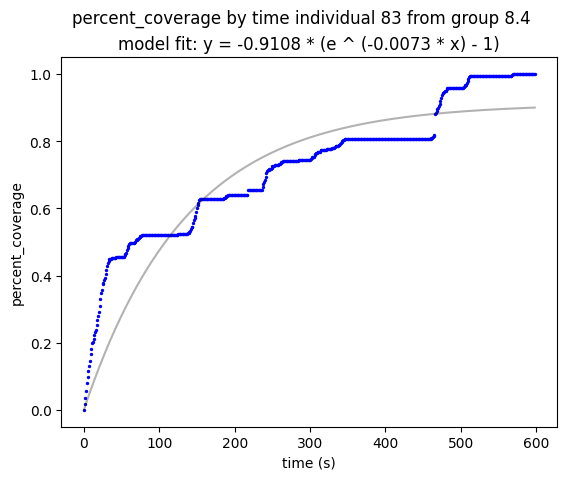 percent_coverage by time individual 83 from group 8.4
model fit: y = -0.9108 * (e ^ (-0.0073 * x) - 1)
1.0
0.8
0.6
0.4
0.2
0.0
percent_coverage
0 100 200 300 400 500 600
time (s)